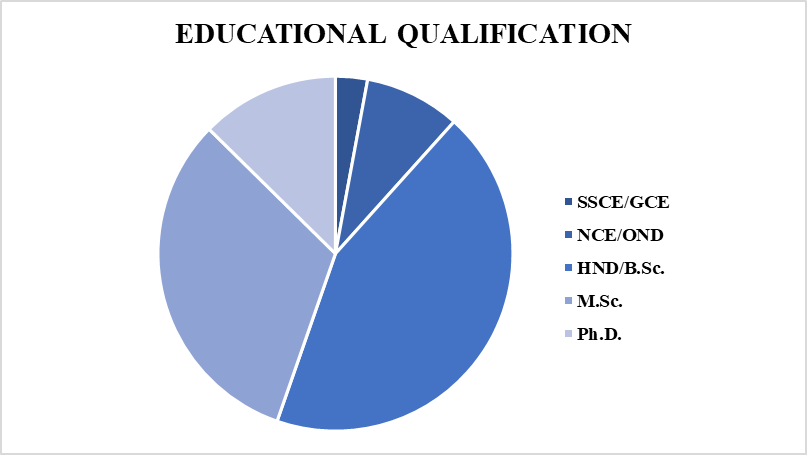 EDUCATIONAL QUALIFICATION
SSCE/GCE
NCE/OND
HND/B.Sc.
M.Sc.
Ph.D.